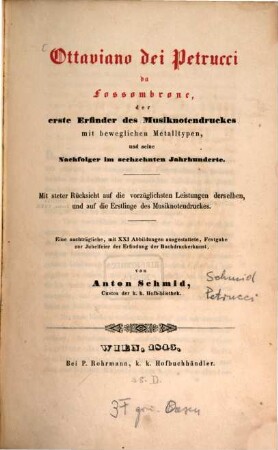 Ottaviano dei Petrucci
da
Fossombrone,
der
erste Erfinder des Musiknotendruckes
mit beweglichen Metalltypen,
und seine
Nachfolger im sechzehnten Jahrhunderte.
Mit steter Rücksicht auf die vorzüglichsten Leistungen derselben,
und auf die Erstlinge des Musiknotendruckes.
Eine nachträgliche, mit XXI Abbildungen ausgestattete, Festgabe
zur Jubelfeier der Erfindung der Buchdruckerkunst,
von
Anton Schmid,
Custos der k. k. Hofbibliothek.
Schmid
Petrucci
WIEN, 1845.
Bei P. Rohrmann, k. k. Hofbuchhändler.